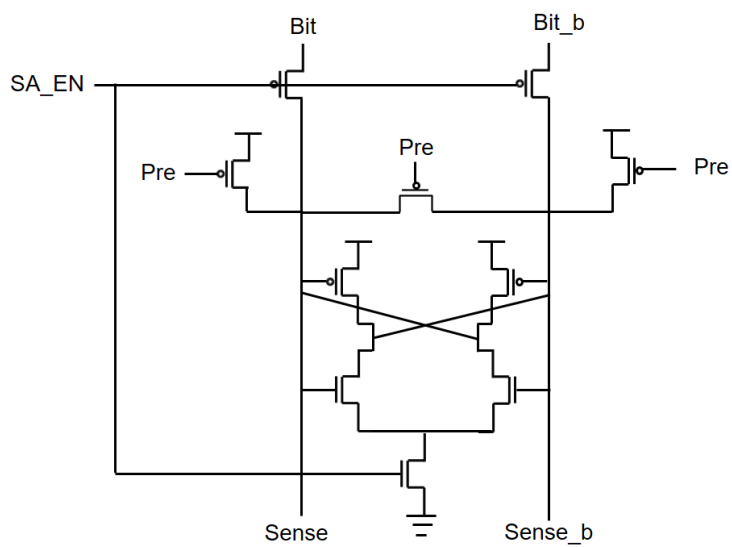 Bit
Bit_b
SA_EN
Pre
Pre
Pre
Sense
Sense_b